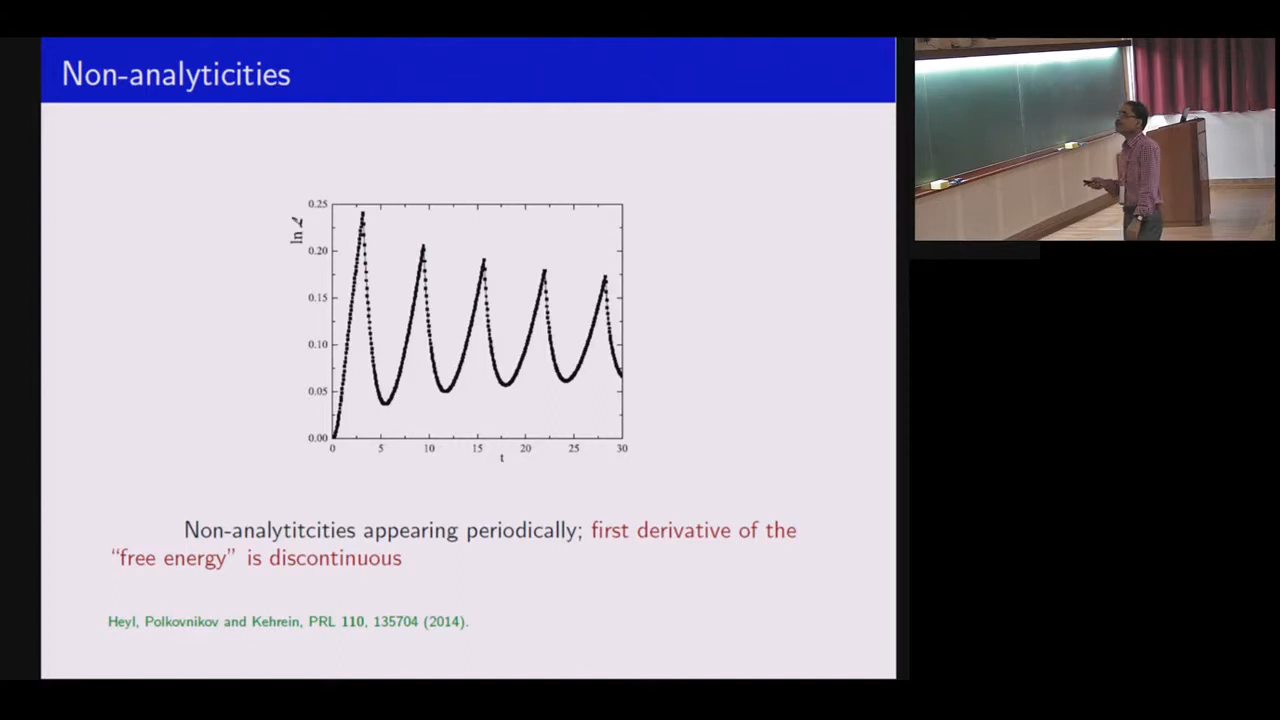 Non-analyticities
0.25
0.20
0.15
0.10
0.05
0.00
ln ℒ
0 5 10 15 20 25 30
t
Non-analytitcities appearing periodically; first derivative of the
“free energy” is discontinuous
Heyl, Polkovnikov and Kehrein, PRL 110, 135704 (2014).